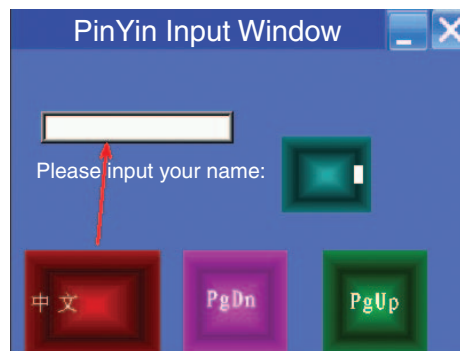 PinYin Input Window
Please input your name:
中文
PgDn
PgUp